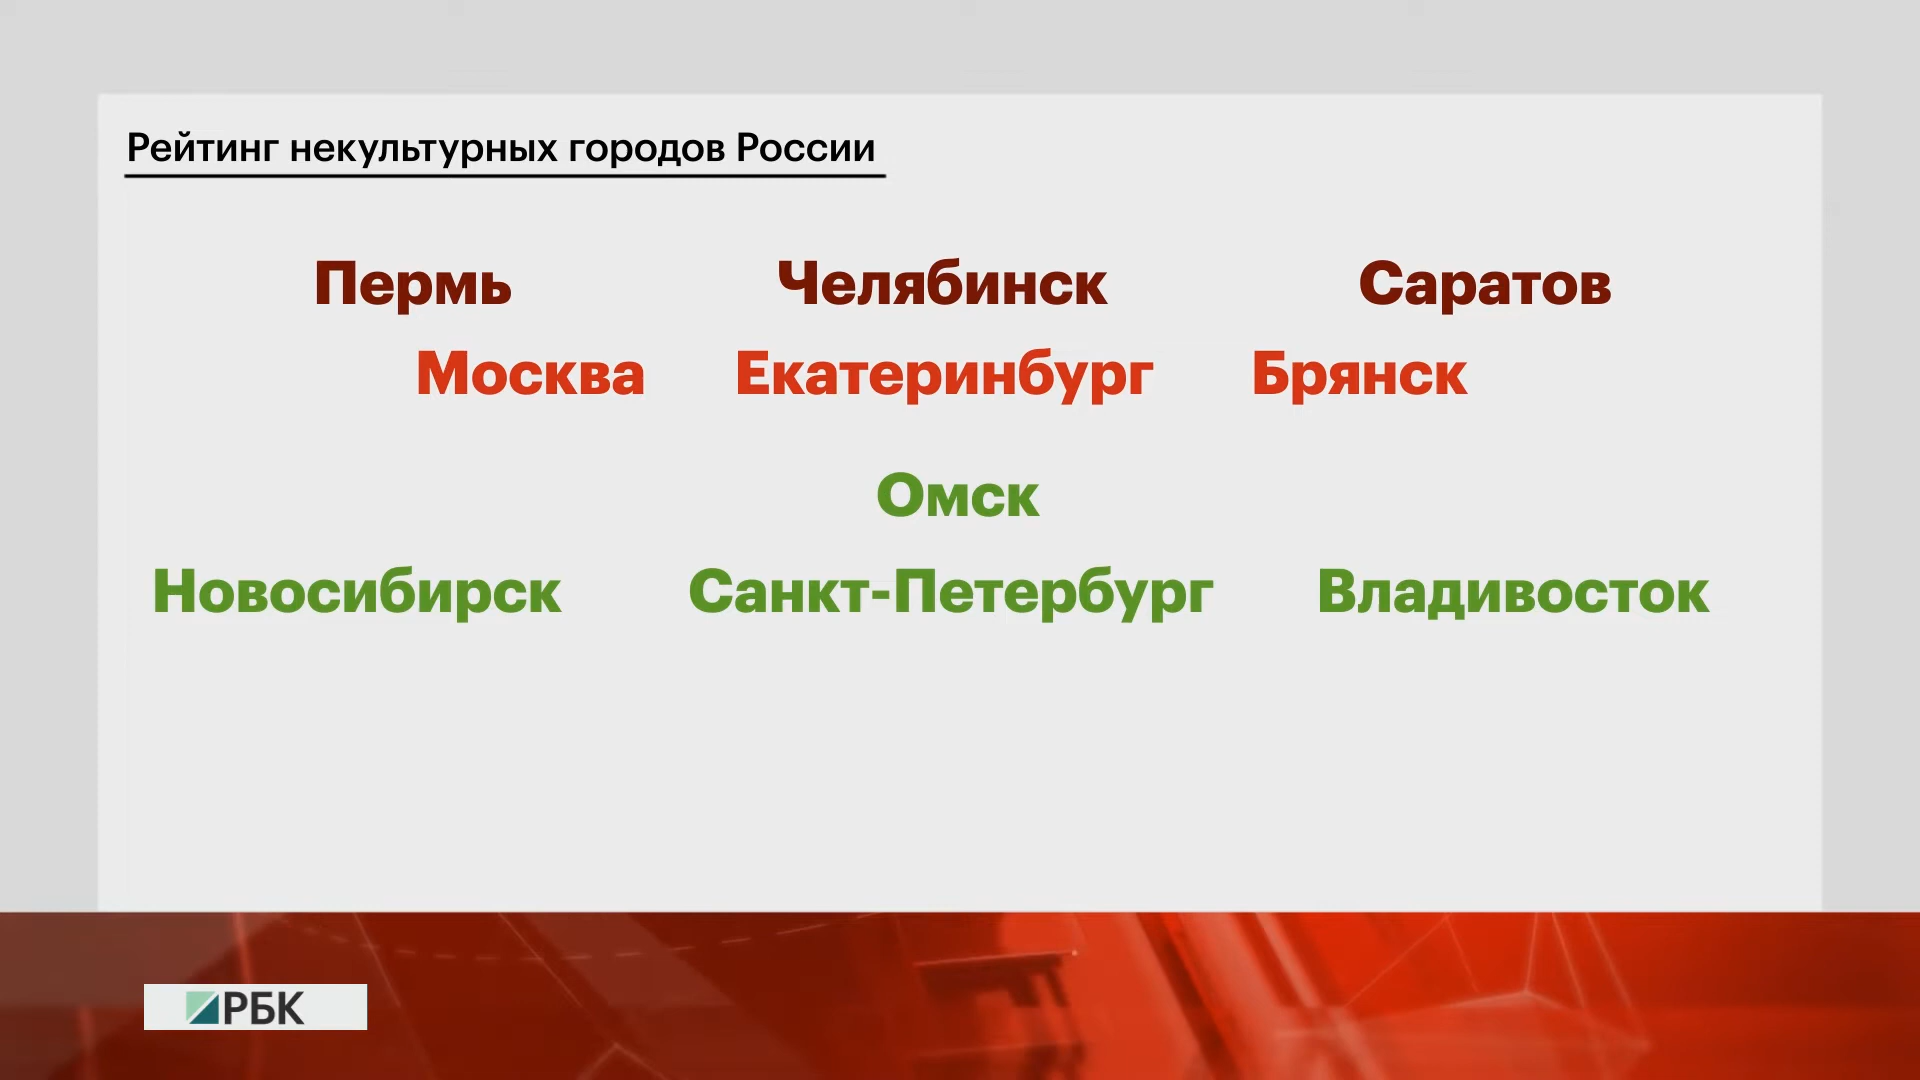 Рейтинг некультурных городов России
Пермь Челябинск Саратов
Москва Екатеринбург Брянск
Омск
Новосибирск Санкт-Петербург Владивосток
РБК